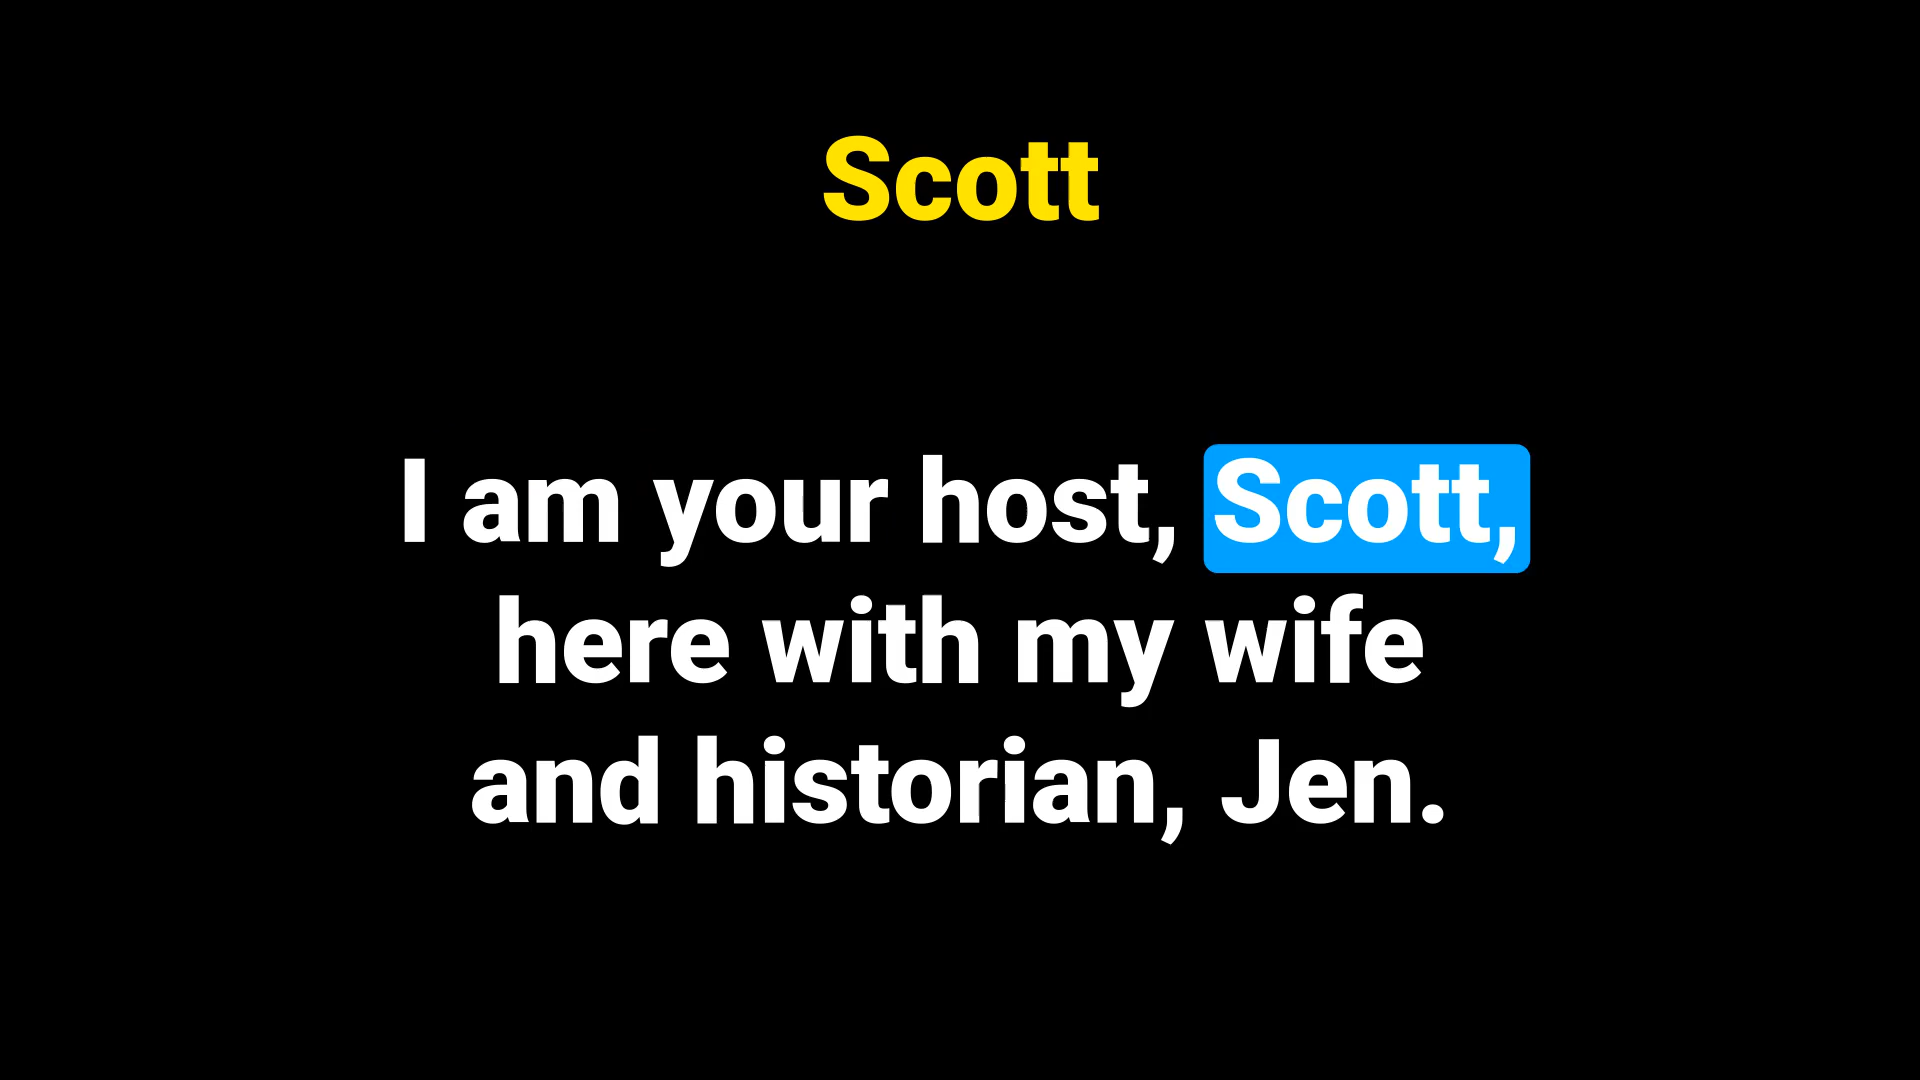 Scott
I am your host, Scott,
here with my wife
and historian, Jen.